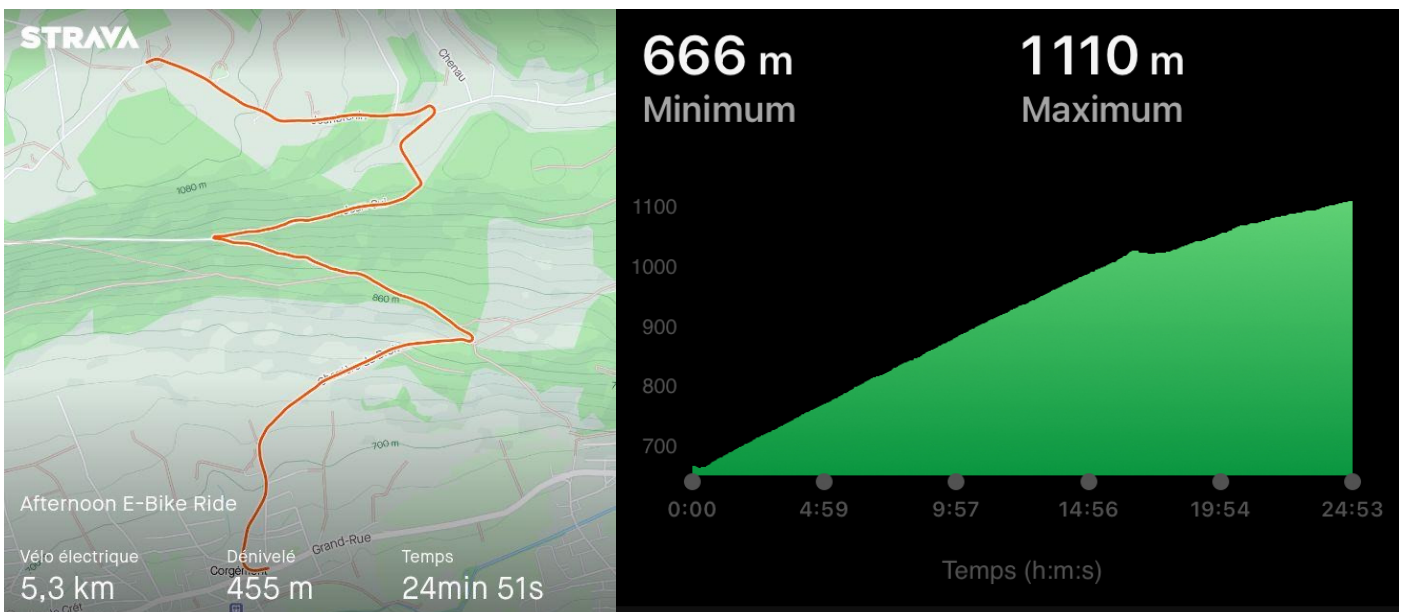 STRAVA
Chenau
1080 m
860 m
700 m
Afternoon E-Bike Ride
Grand-Rue
Vélo électrique
Dénivelé
Temps
Corgémont
5,3 km
455 m
24min 51s
666 m
1110 m
Minimum
Maximum
1100
1000
900
800
700
0:00
4:59
9:57
14:56
19:54
24:53
Temps (h:m:s)